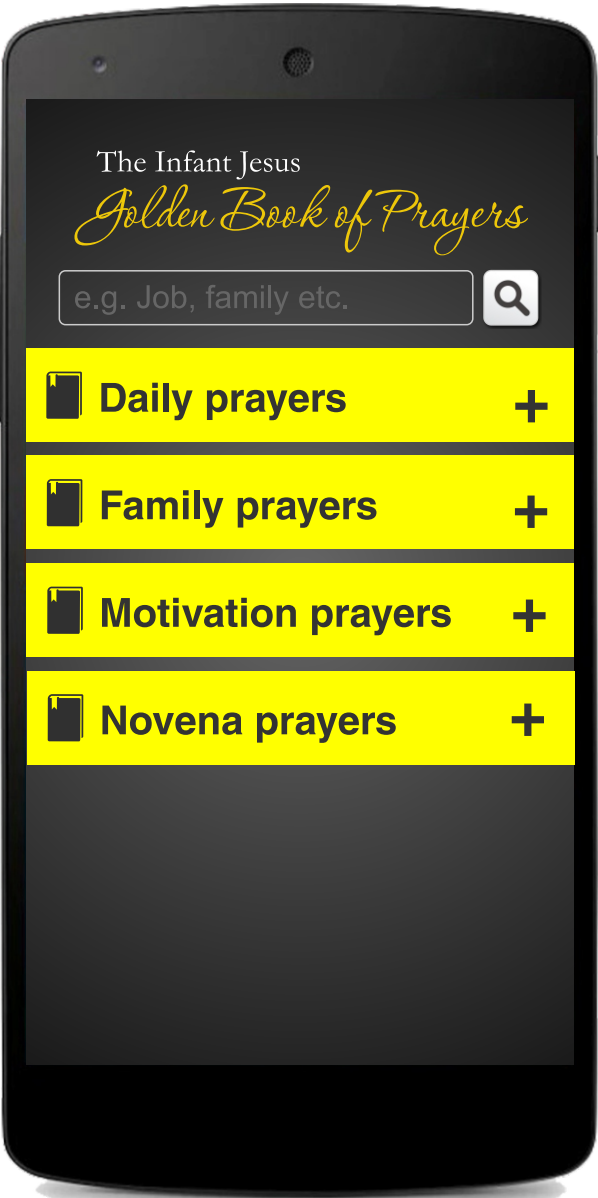 The Infant Jesus
Golden Book of Prayers
e.g. Job, family etc.
Daily prayers +
Family prayers +
Motivation prayers +
Novena prayers +